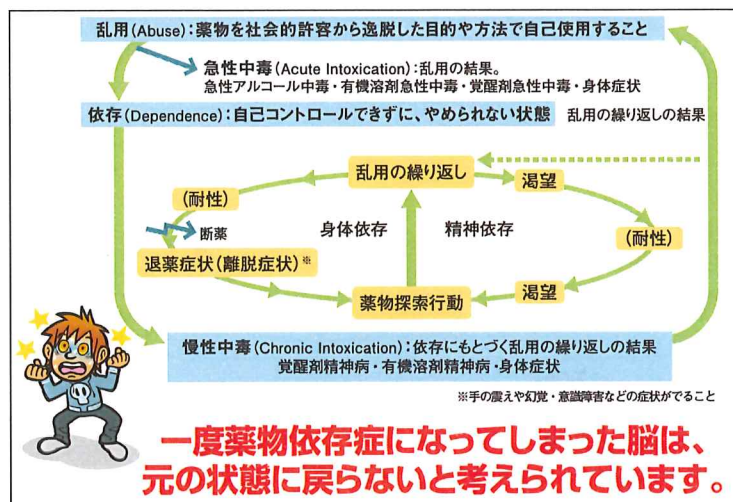 乱用(Abuse):薬物を社会的許容から逸脱した目的や方法で自己使用すること
急性中毒(Acute Intoxication):乱用の結果。
急性アルコール中毒・有機溶剤急性中毒・覚醒剤急性中毒・身体症状
依存(Dependence):自己コントロールできずに、やめられない状態
乱用の繰り返しの結果
乱用の繰り返し
渇望
(耐性)
断薬
身体依存
精神依存
(耐性)
退薬症状(離脱症状)※
渇望
薬物探索行動
慢性中毒(Chronic Intoxication):依存にもとづく乱用の繰り返しの結果
覚醒剤精神病・有機溶剤精神病・身体症状
※手の震えや幻覚・意識障害などの症状がでること
一度薬物依存症になってしまった脳は、
元の状態に戻らないと考えられています。